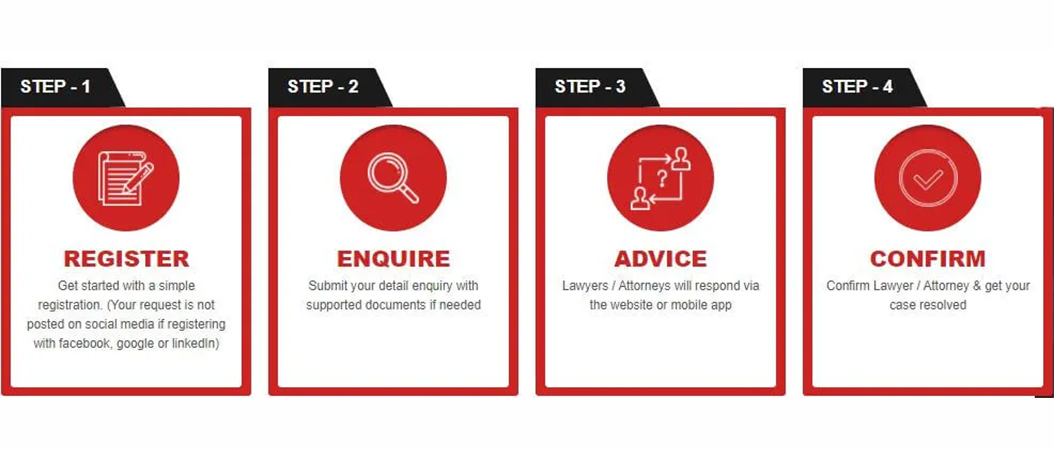 STEP - 1
REGISTER
Get started with a simple
registration. (Your request is not
posted on social media if registering
with facebook, google or linkedIn)
STEP - 2
ENQUIRE
Submit your detail enquiry with
supported documents if needed
STEP - 3
?
ADVICE
Lawyers / Attorneys will respond via
the website or mobile app
STEP - 4
CONFIRM
Confirm Lawyer / Attorney & get your
case resolved